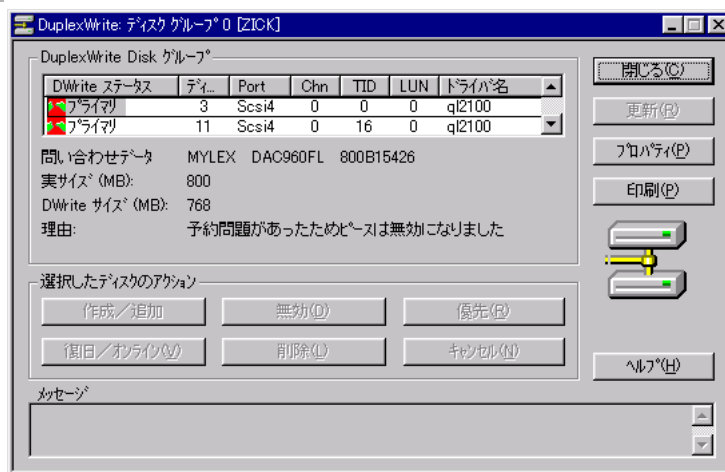 DuplexWrite: ﾃﾞｨｽｸ ｸﾞﾙｰﾌﾟ 0 [ZICK]
DuplexWrite Disk ｸﾞﾙｰﾌﾟ
DWrite ｽﾃｰﾀｽ ﾃﾞｨ... Port Chn TID LUN ﾄﾞﾗｲﾊﾞ名
ﾌﾟﾗｲﾏﾘ 3 Scsi4 0 0 0 ql2100
ﾌﾟﾗｲﾏﾘ 11 Scsi4 0 16 0 ql2100
問い合わせﾃﾞｰﾀ MYLEX DAC960FL 800B15426
実ｻｲｽﾞ (MB): 800
DWrite ｻｲｽﾞ (MB): 768
理由: 予約問題があったためﾋﾟｰｽは無効になりました
選択したﾃﾞｨｽｸのｱｸｼｮﾝ
作成／追加 無効(D) 優先(R)
復旧／ｵﾝﾗｲﾝ(V) 削除(L) ｷｬﾝｾﾙ(N)
ﾒｯｾｰｼﾞ
閉じる(C)
更新(R)
ﾌﾟﾛﾊﾟﾃｨ(P)
印刷(P)
ﾍﾙﾌﾟ(H)